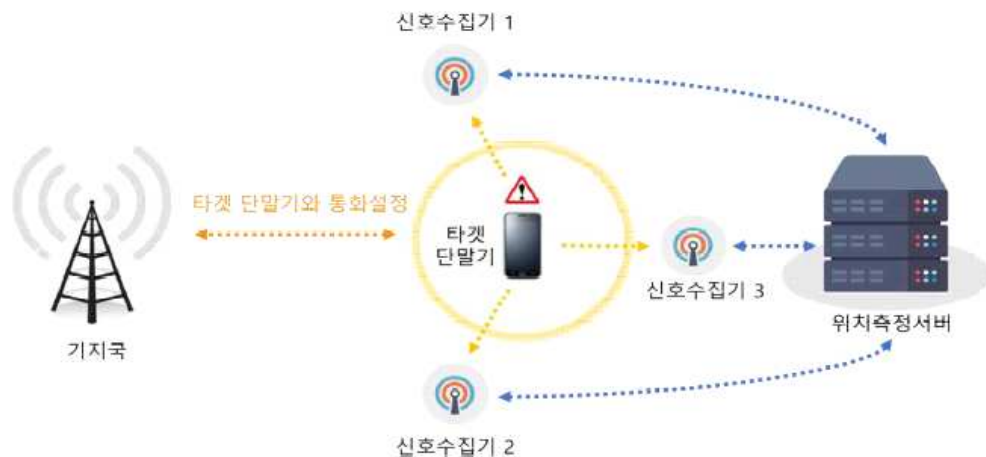 신호수집기 1
타겟 단말기와 통화설정
타겟
단말기
신호수집기 3
위치측정서버
기지국
신호수집기 2